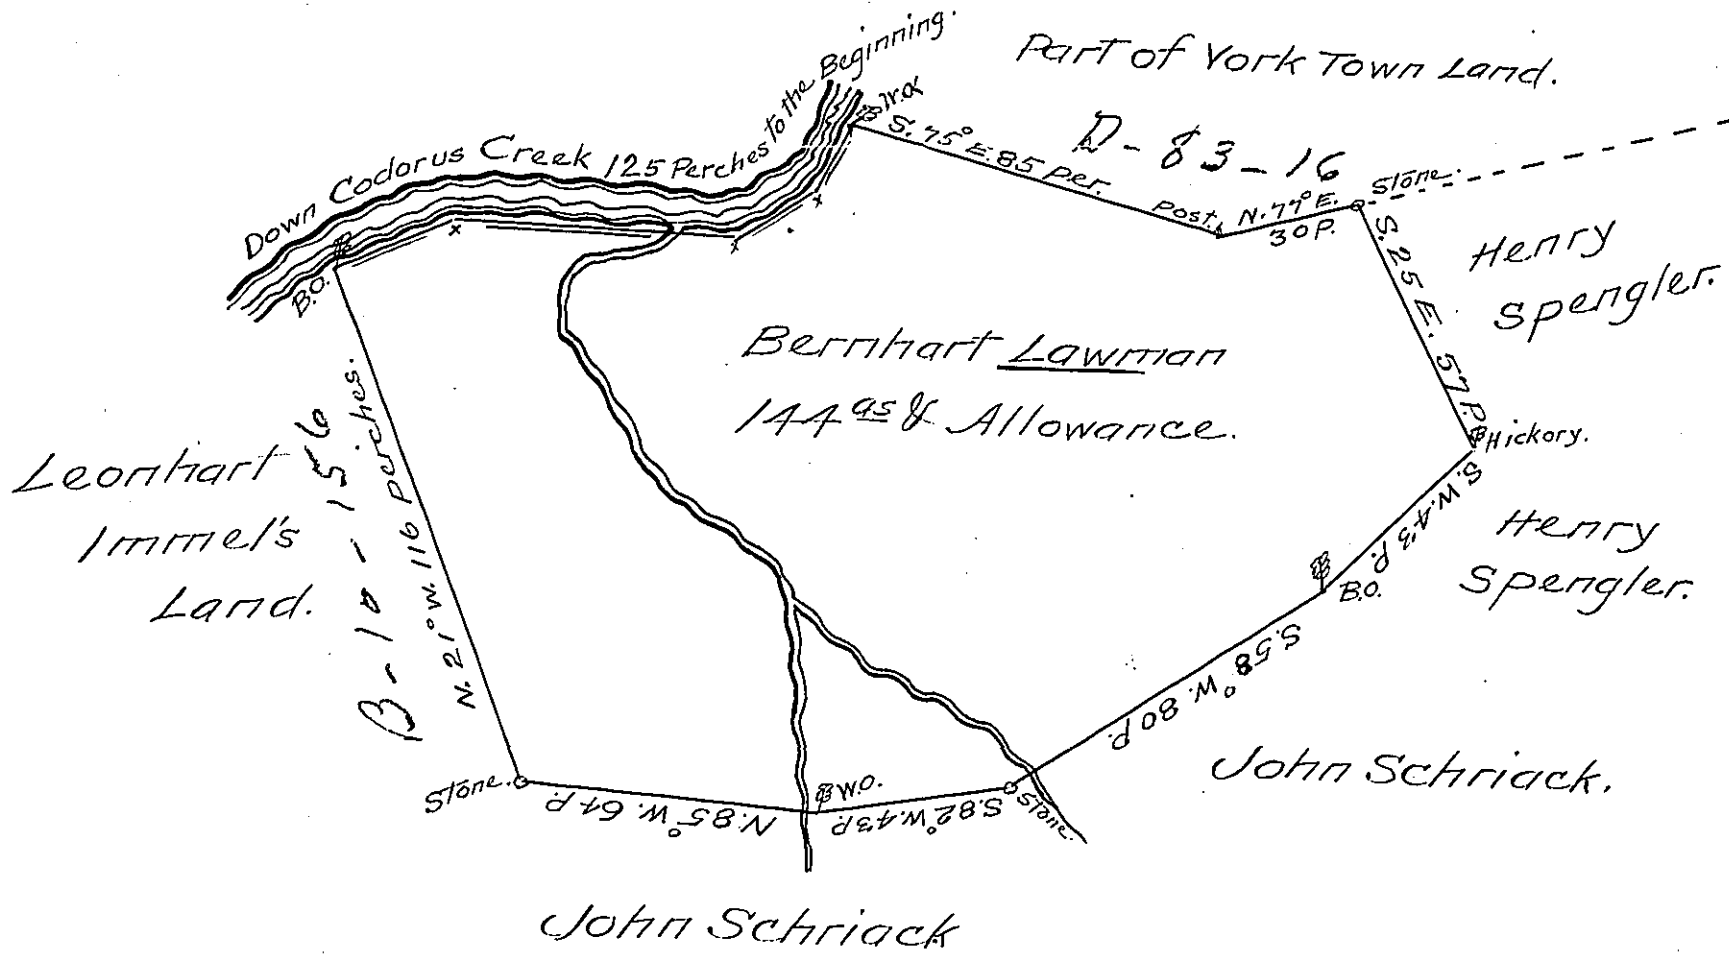 Down Codorus Creek 125 Perches to the Beginning.
Part of York Town Land.
S. 75° E. 85 Per.
D-83-16
Post.
N. 77° E.
30 P.
Stone.
S. 25 E. 57 P.
Henry
Spengler.
B.O.
Bernhart Lawman
144 as & Allowance.
Hickory.
Leonhart
Immel's
Land.
B-10-156
N. 21° W. 116 Perches.
S.W. 43 P.
Henry
Spengler.
B.O.
S. 58° W. 80 P.
John Schriack.
Stone.
N. 85° W. 64 P.
W.O.
S. 82° W. 43 P.
Stone.
John Schriack